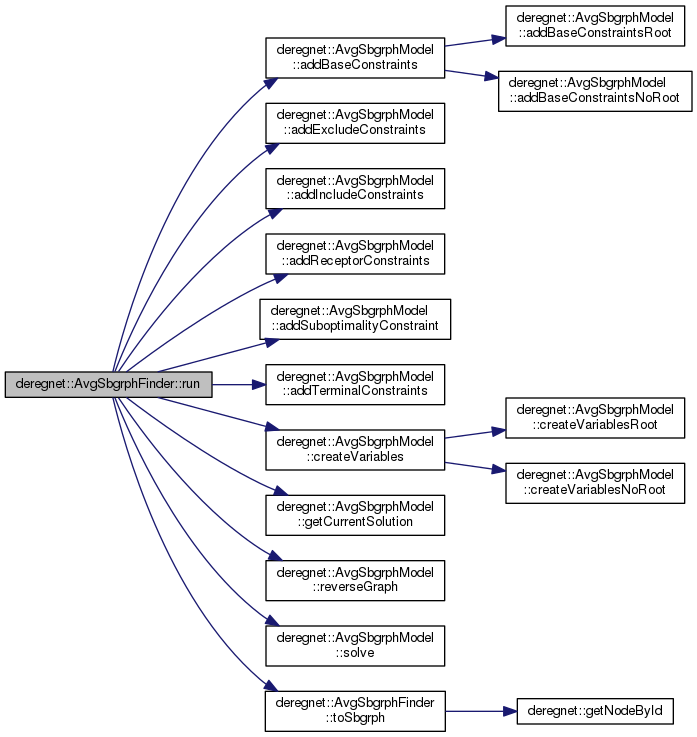 deregnet::AvgSbgrphFinder::run
deregnet::AvgSbgrphModel
::addBaseConstraints
deregnet::AvgSbgrphModel
::addBaseConstraintsRoot
deregnet::AvgSbgrphModel
::addBaseConstraintsNoRoot
deregnet::AvgSbgrphModel
::addExcludeConstraints
deregnet::AvgSbgrphModel
::addIncludeConstraints
deregnet::AvgSbgrphModel
::addReceptorConstraints
deregnet::AvgSbgrphModel
::addSuboptimalityConstraint
deregnet::AvgSbgrphModel
::addTerminalConstraints
deregnet::AvgSbgrphModel
::createVariables
deregnet::AvgSbgrphModel
::createVariablesRoot
deregnet::AvgSbgrphModel
::createVariablesNoRoot
deregnet::AvgSbgrphModel
::getCurrentSolution
deregnet::AvgSbgrphModel
::reverseGraph
deregnet::AvgSbgrphModel
::solve
deregnet::AvgSbgrphFinder
::toSbgrph
deregnet::getNodeById